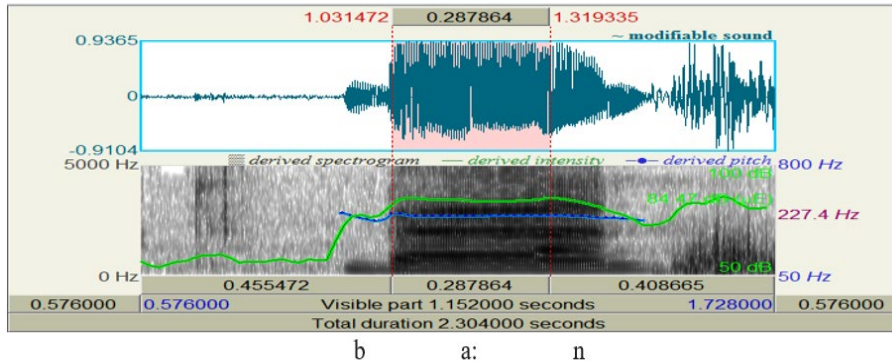 1.031472 0.287864 1.319335
0.9365 ~ modifiable sound
0
-0.9104
5000 Hz derived spectrogram derived intensity derived pitch 800 Hz
100 dB
227.4 Hz
0 Hz 50 dB 50 Hz
0.455472 0.287864 0.408665
0.576000 0.576000 Visible part 1.152000 seconds 1.728000 0.576000
Total duration 2.304000 seconds
b a: n